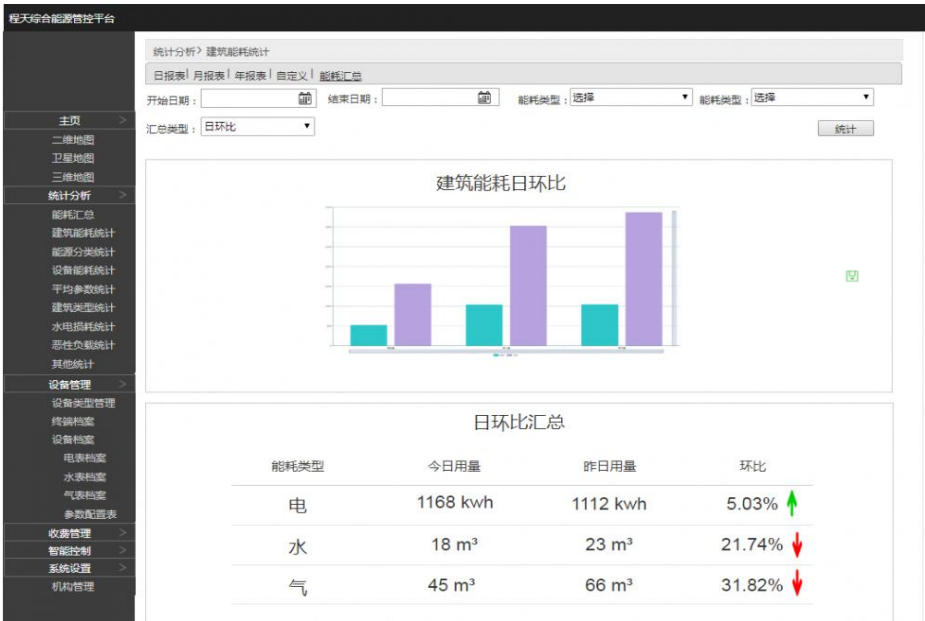 程天综合能源管控平台
统计分析> 建筑能耗统计
日报表| 月报表| 年报表| 自定义| 能耗汇总
开始日期： 结束日期： 能耗类型：选择 能耗类型：选择
汇总类型：日环比 统计
主页 >
二维地图
卫星地图
三维地图
统计分析 >
能耗汇总
建筑能耗统计
能源分类统计
设备能耗统计
平均参数统计
建筑类型统计
水电损耗统计
恶性负载统计
其他统计
设备管理 >
设备类型管理
终端档案
设备档案
电表档案
水表档案
气表档案
参数配置表
收费管理 >
智能控制 >
系统设置 >
机构管理
建筑能耗日环比
日环比汇总
能耗类型 今日用量 昨日用量 环比
电 1168 kwh 1112 kwh 5.03%
水 18 m³ 23 m³ 21.74%
气 45 m³ 66 m³ 31.82%